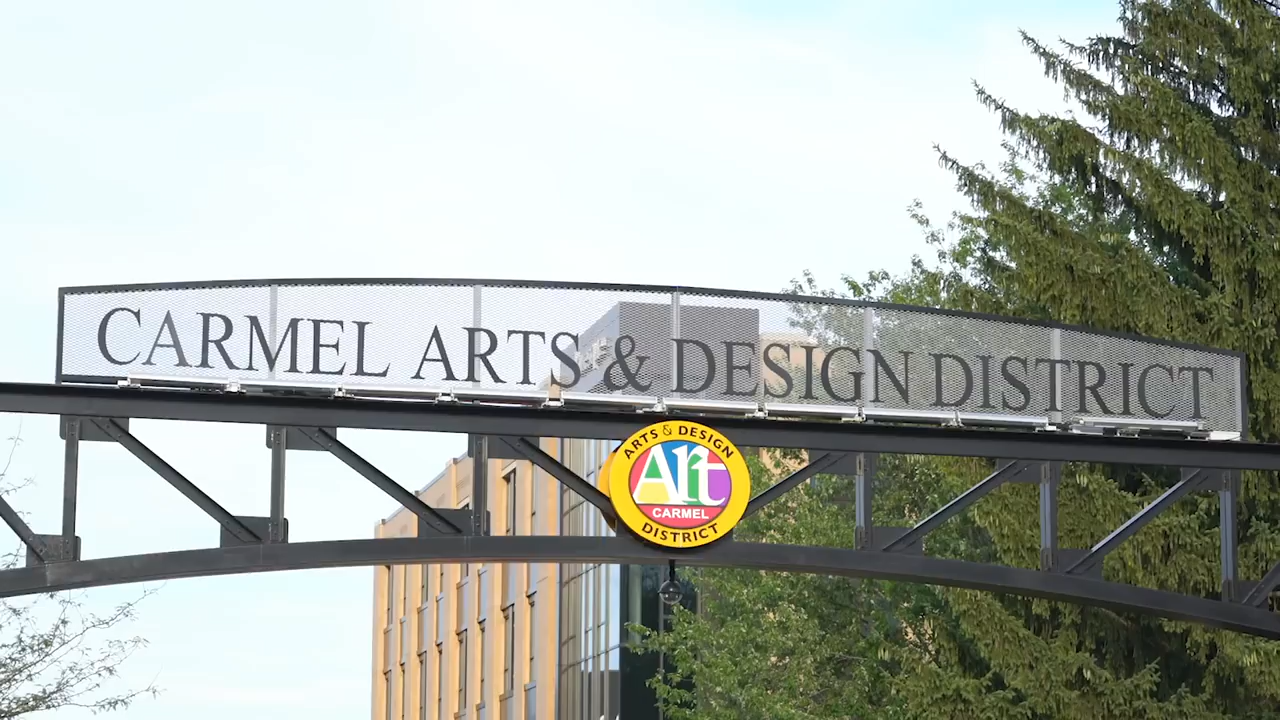 CARMEL ARTS & DESIGN DISTRICT
ARTS & DESIGN
Art
CARMEL
DISTRICT